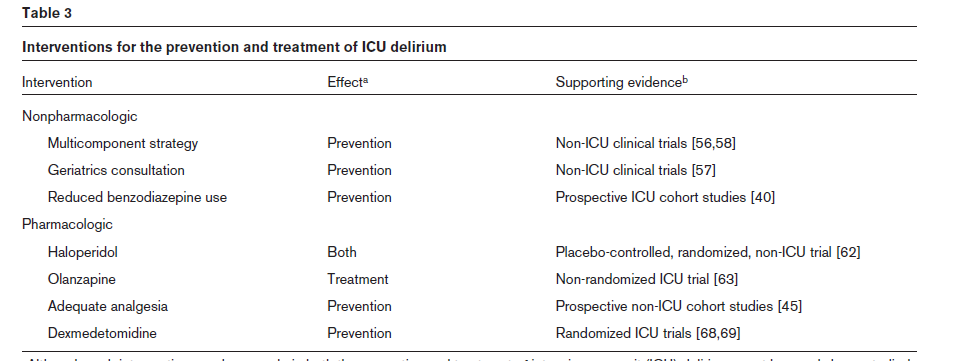 Table 3
Interventions for the prevention and treatment of ICU delirium
Intervention Effecta Supporting evidenceb
Nonpharmacologic
Multicomponent strategy Prevention Non-ICU clinical trials [56,58]
Geriatrics consultation Prevention Non-ICU clinical trials [57]
Reduced benzodiazepine use Prevention Prospective ICU cohort studies [40]
Pharmacologic
Haloperidol Both Placebo-controlled, randomized, non-ICU trial [62]
Olanzapine Treatment Non-randomized ICU trial [63]
Adequate analgesia Prevention Prospective non-ICU cohort studies [45]
Dexmedetomidine Prevention Randomized ICU trials [68,69]